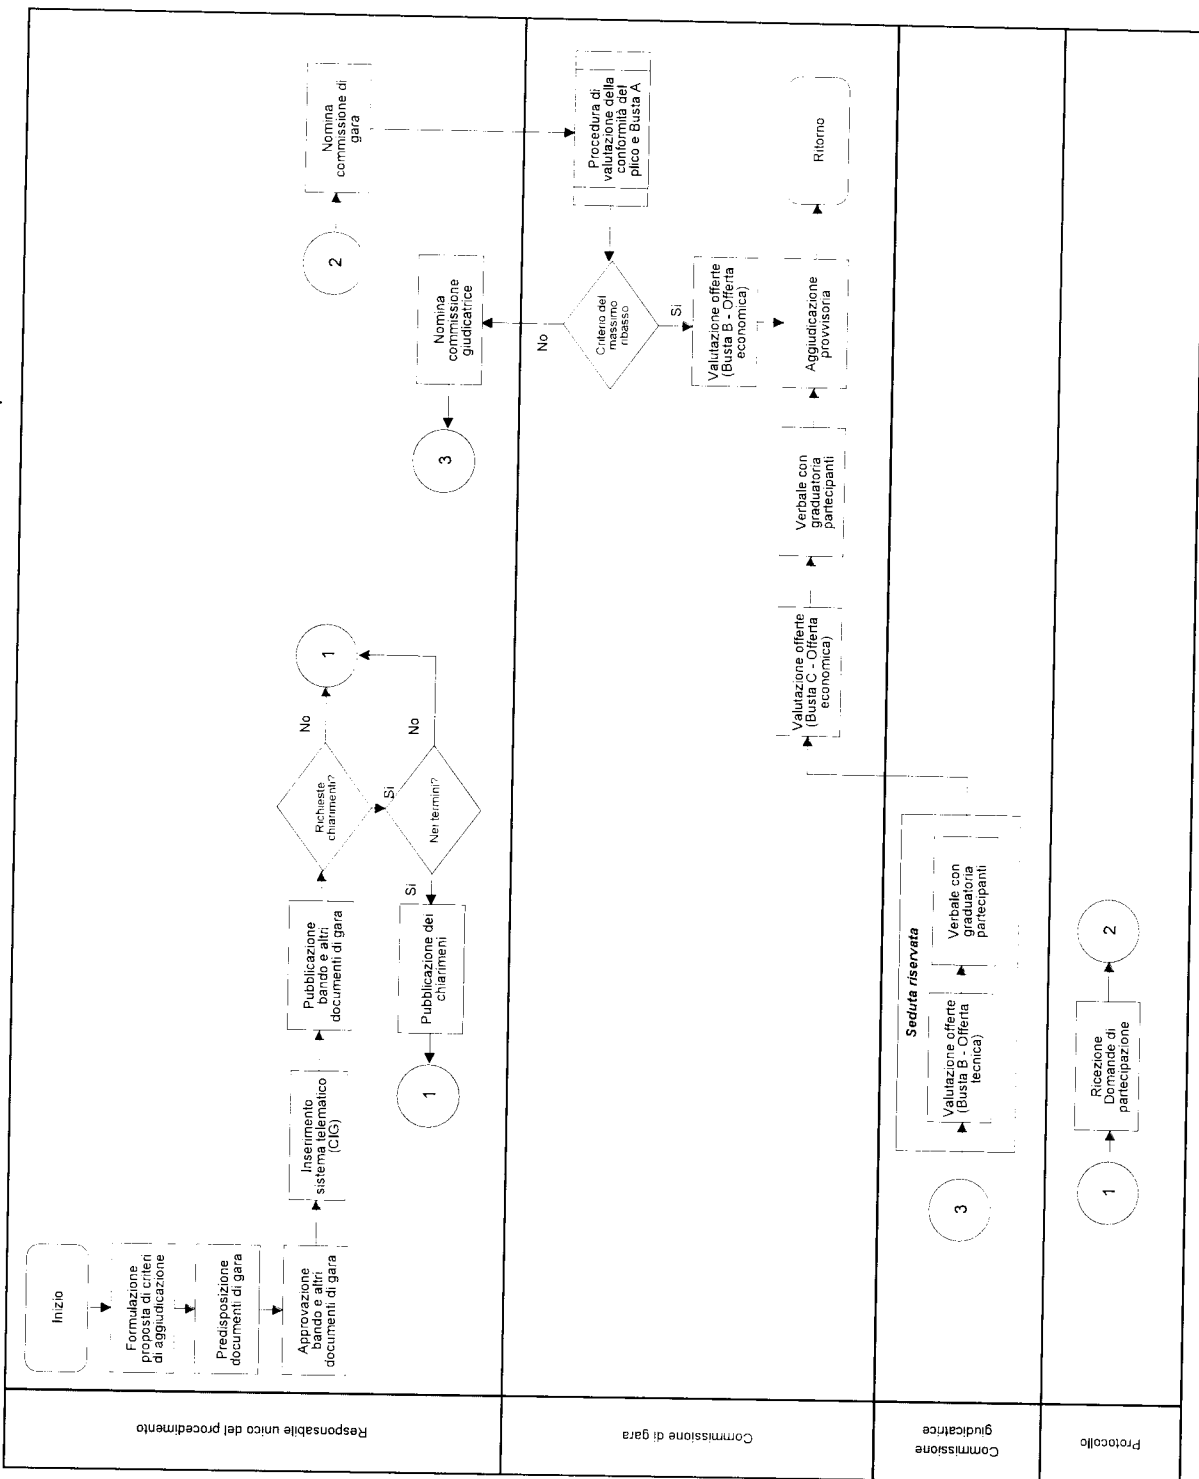 Responsabile unico del procedimento
Inizio
Formulazione
proposta di criteri
di aggiudicazione
Predisposizione
documenti di gara
Approvazione
bando e altri
documenti di gara
Inserimento
sistema telematico
(CIG)
Pubblicazione
bando e altri
documenti di gara
Richieste
chiarimenti?
No
1
Si
Nei termini?
No
Si
Pubblicazione dei
chiarimeni
1
2
Nomina
commissione di
gara
Nomina
commissione
giudicatrice
3
Commissione di gara
Procedura di
valutazione della
conformità del
plico e Busta A
Criterio del
massimo
ribasso
No
Si
Valutazione offerte
(Busta B - Offerta
economica)
Valutazione offerte
(Busta C - Offerta
economica)
Verbale con
graduatoria
partecipanti
Aggiudicazione
provvisoria
Ritorno
Commissione
giudicatrice
3
Seduta riservata
Valutazione offerte
(Busta B - Offerta
tecnica)
Verbale con
graduatoria
partecipanti
Protocollo
1
Ricezione
Domande di
partecipazione
2